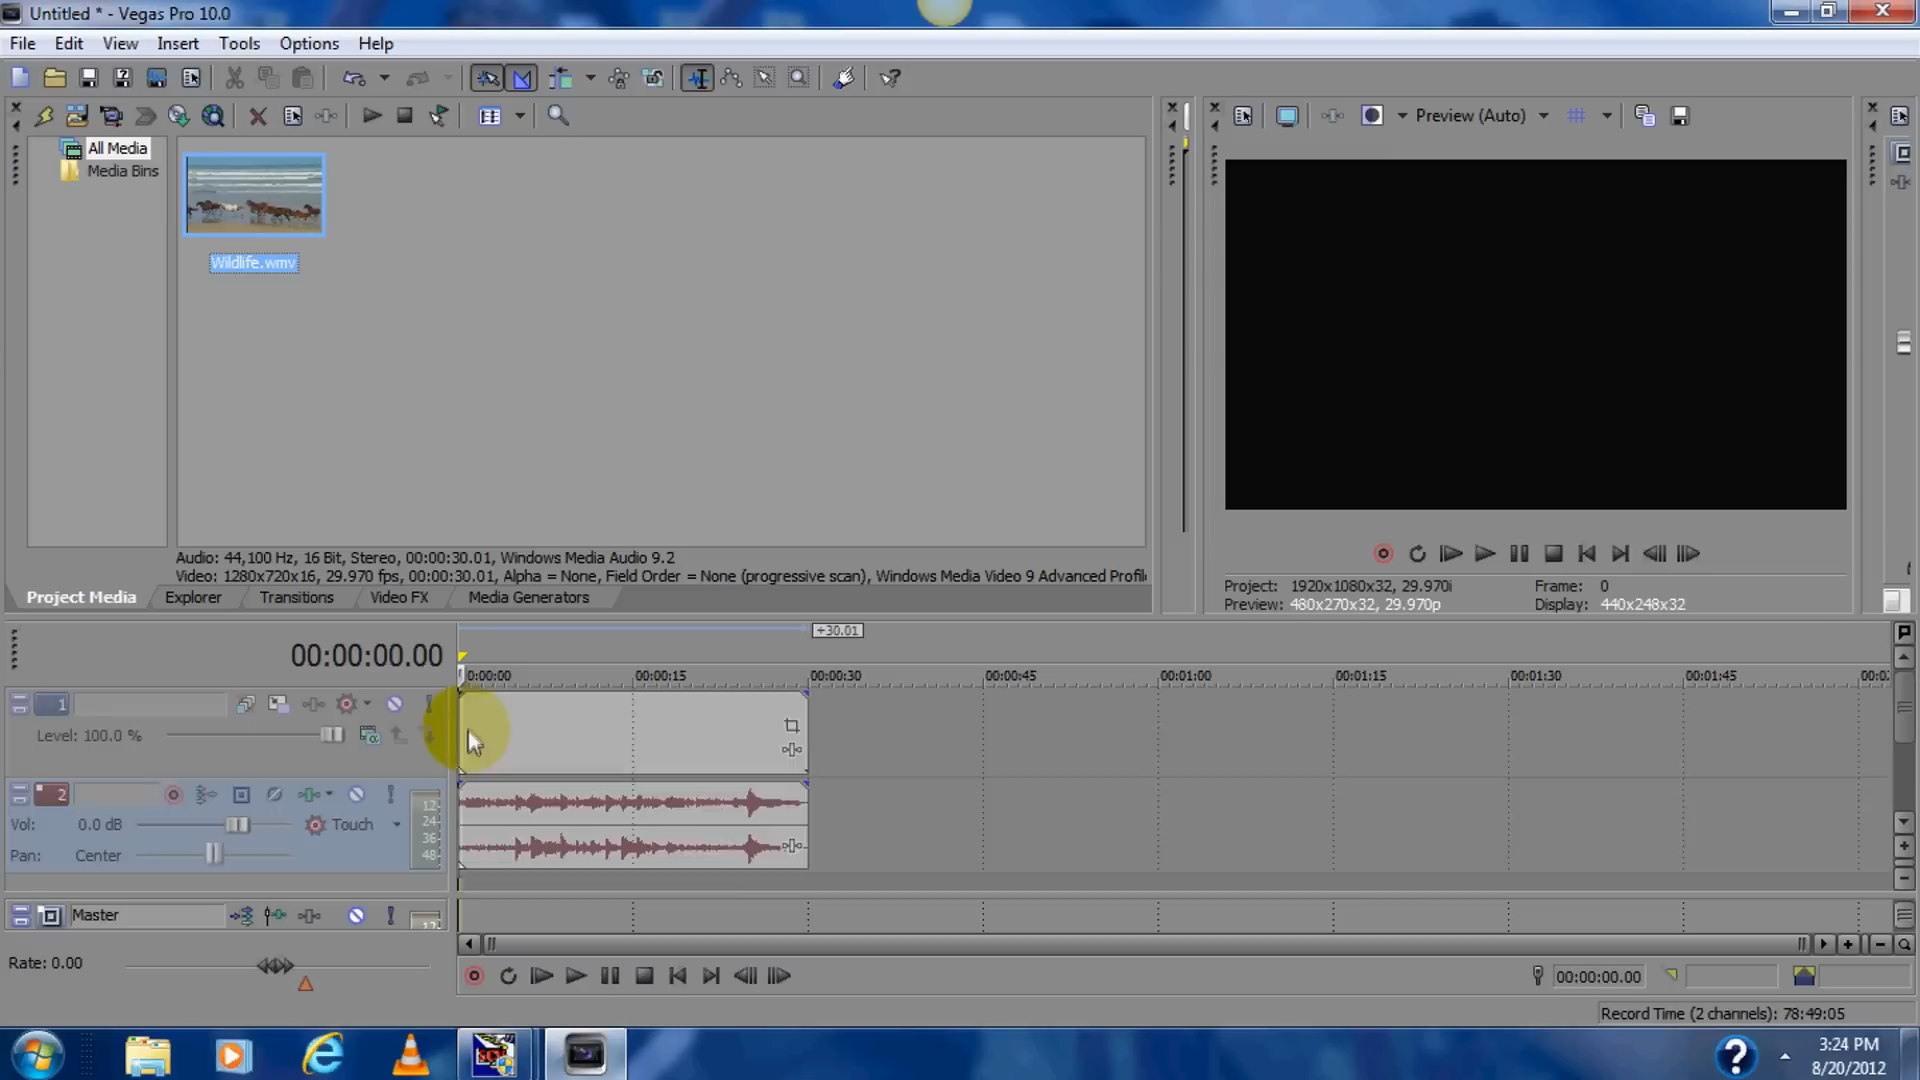 Untitled * - Vegas Pro 10.0
File Edit View Insert Tools Options Help
Preview (Auto)
All Media
Media Bins
Wildlife.wmv
Audio: 44,100 Hz, 16 Bit, Stereo, 00:00:30.01, Windows Media Audio 9.2
Video: 1280x720x16, 29.970 fps, 00:00:30.01, Alpha = None, Field Order = None (progressive scan), Windows Media Video 9 Advanced Profil
Project Media Explorer Transitions Video FX Media Generators
Project: 1920x1080x32, 29.970i Frame: 0
Preview: 480x270x32, 29.970p Display: 440x248x32
+30.01
00:00:00.00
0:00:00 00:00:15 00:00:30 00:00:45 00:01:00 00:01:15 00:01:30 00:01:45 00:0
1
Level: 100.0 %
2
Vol: 0.0 dB Touch
Pan: Center
12
24
36
48
Master
12
Rate: 0.00
00:00:00.00
Record Time (2 channels): 78:49:05
3:24 PM
8/20/2012